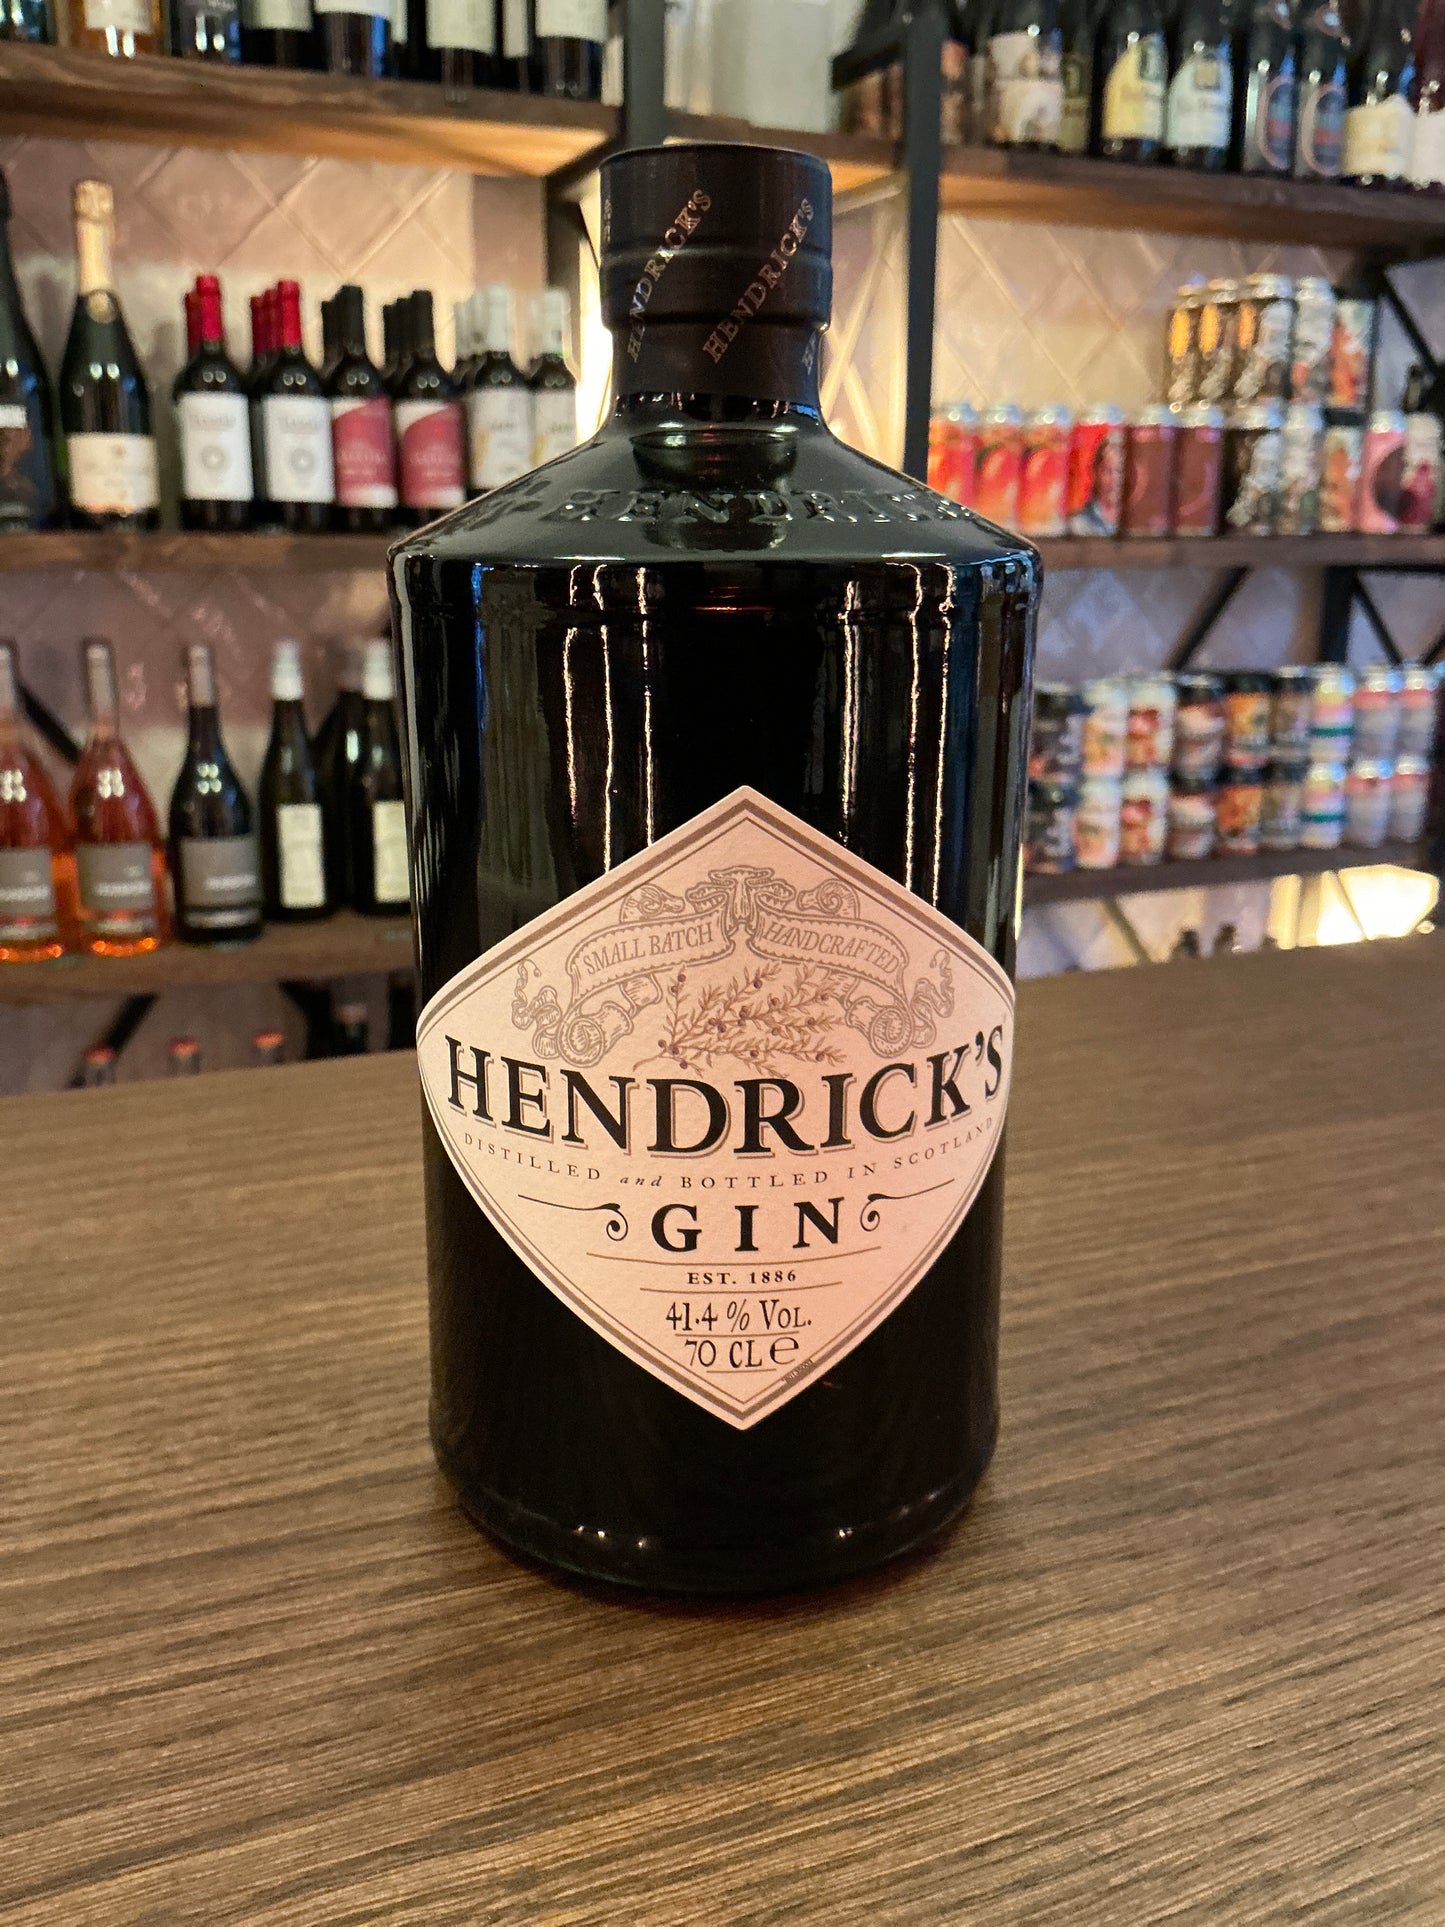 HENDRICK'S
HENDRICK'S
HENDRICK'S
SMALL BATCH HANDCRAFTED
HENDRICK'S
DISTILLED and BOTTLED IN SCOTLAND
GIN
EST. 1886
41.4 % VOL.
70 CL e